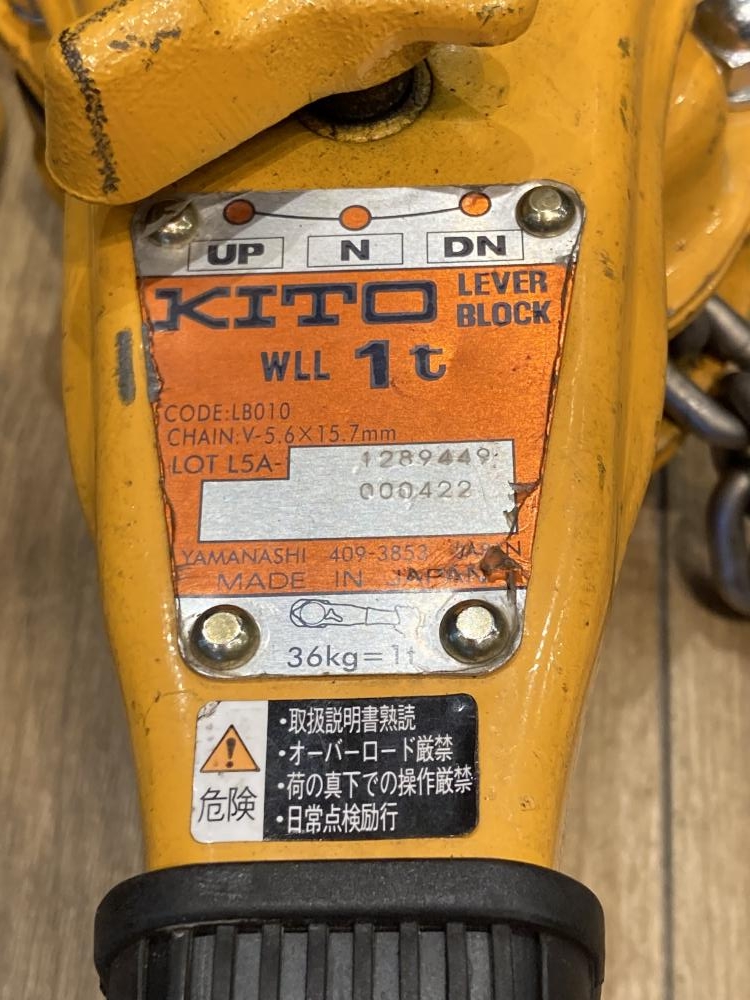 UP N DN
KITO LEVER BLOCK
WLL 1t
CODE:LB010
CHAIN:V-5.6×15.7mm
LOT L5A- 1289449
000422
YAMANASHI 409-3853 JAPAN
MADE IN JAPAN
36kg=1t
危険
・取扱説明書熟読
・オーバーロード厳禁
・荷の真下での操作厳禁
・日常点検励行